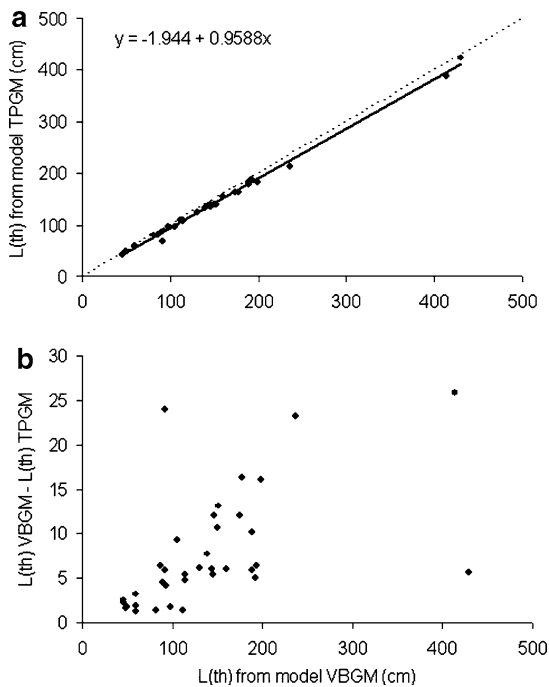 a
500
400
300
200
100
0
y = -1.944 + 0.9588x
L(th) from model TPGM (cm)
0 100 200 300 400 500
b
30
25
20
15
10
5
0
L(th) VBGM - L(th) TPGM
0 100 200 300 400 500
L(th) from model VBGM (cm)